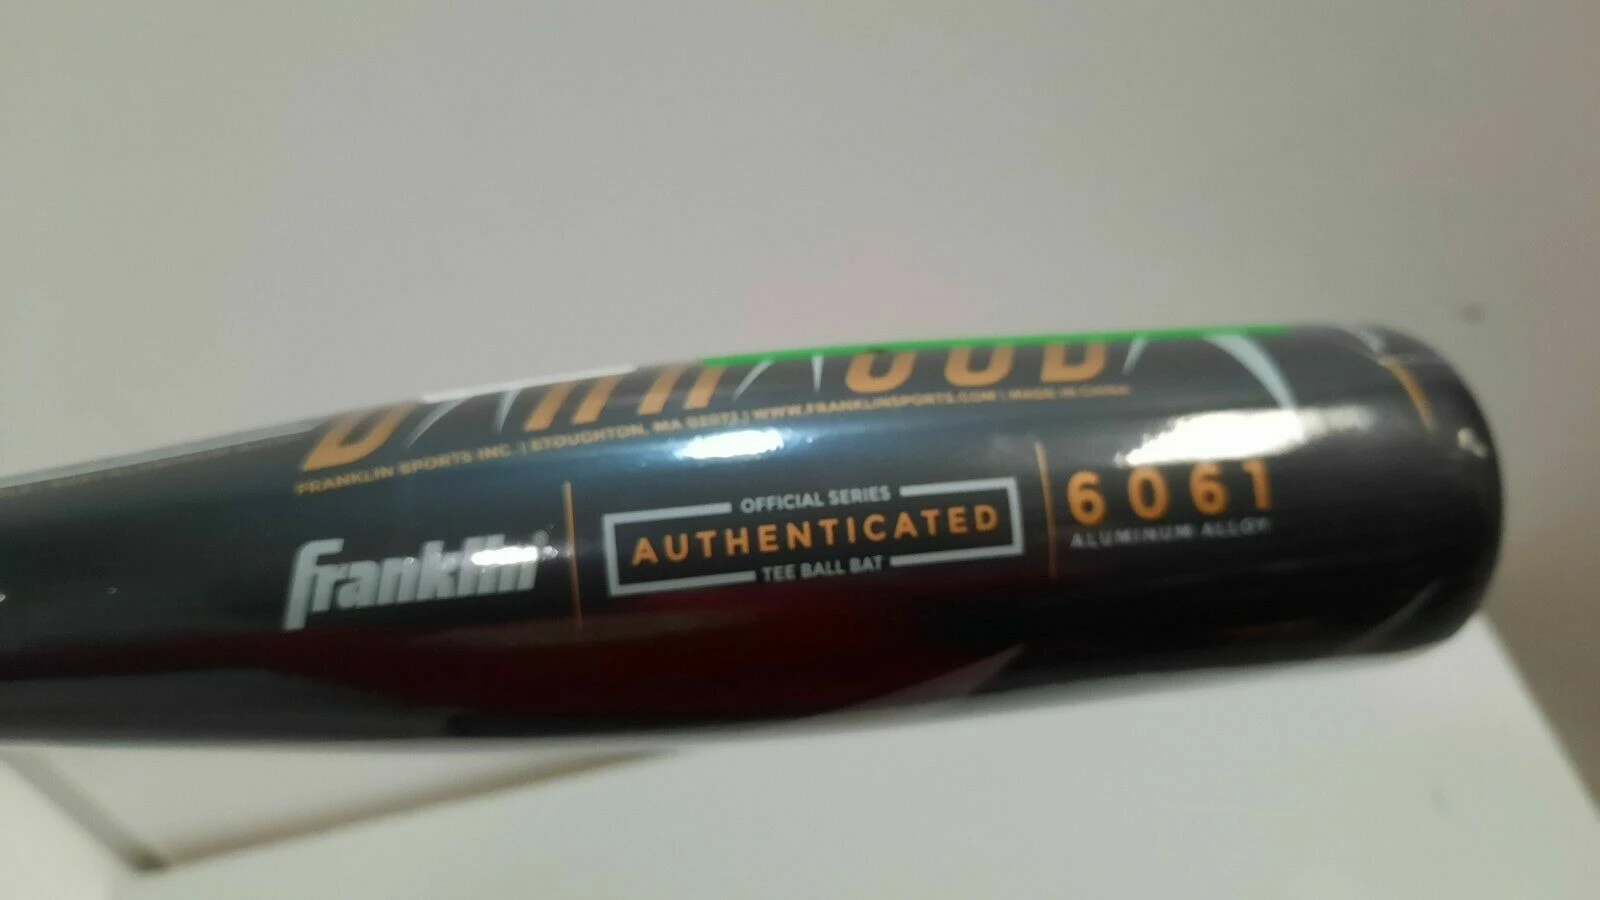 FRANKLIN SPORTS INC. | STOUGHTON, MA 02072 | WWW.FRANKLINSPORTS.COM | MADE IN CHINA
Franklin
OFFICIAL SERIES
AUTHENTICATED
TEE BALL BAT
6061
ALUMINUM ALLOY